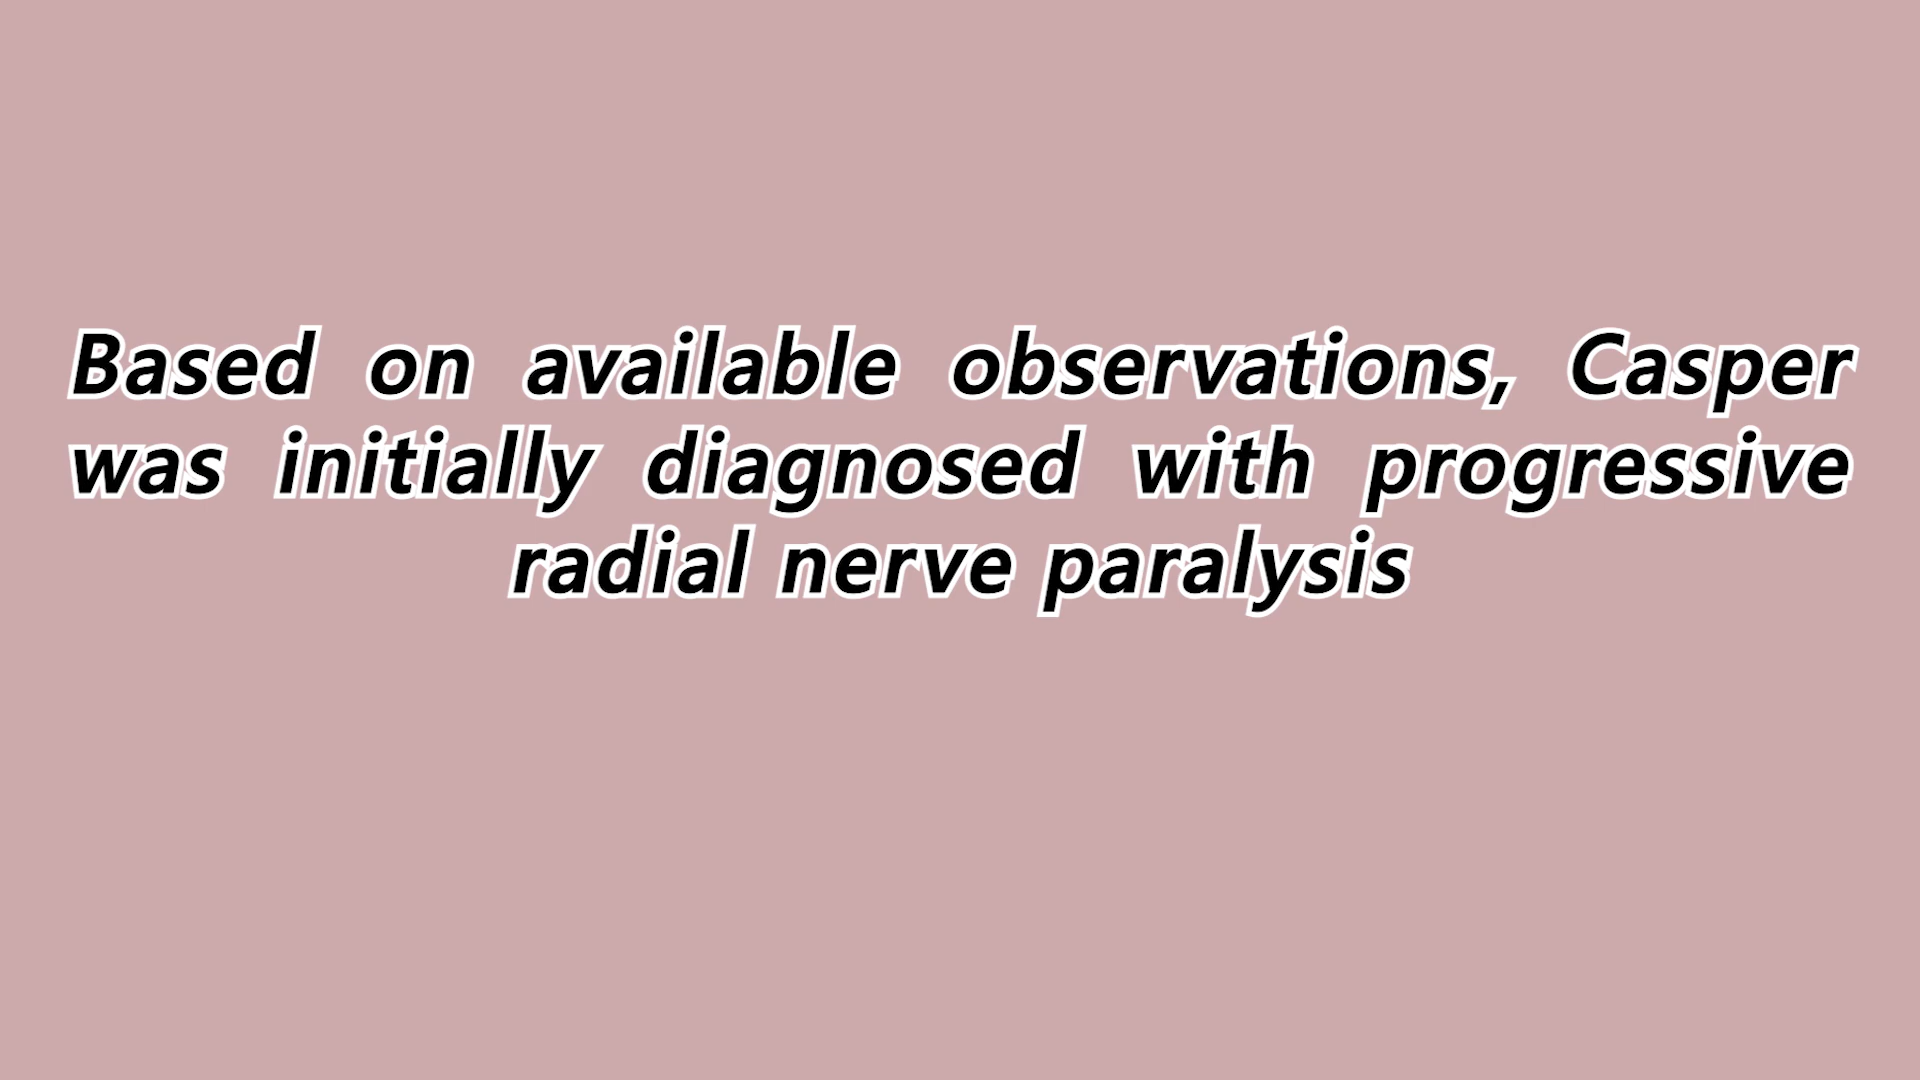 Based on available observations, Casper
was initially diagnosed with progressive
radial nerve paralysis